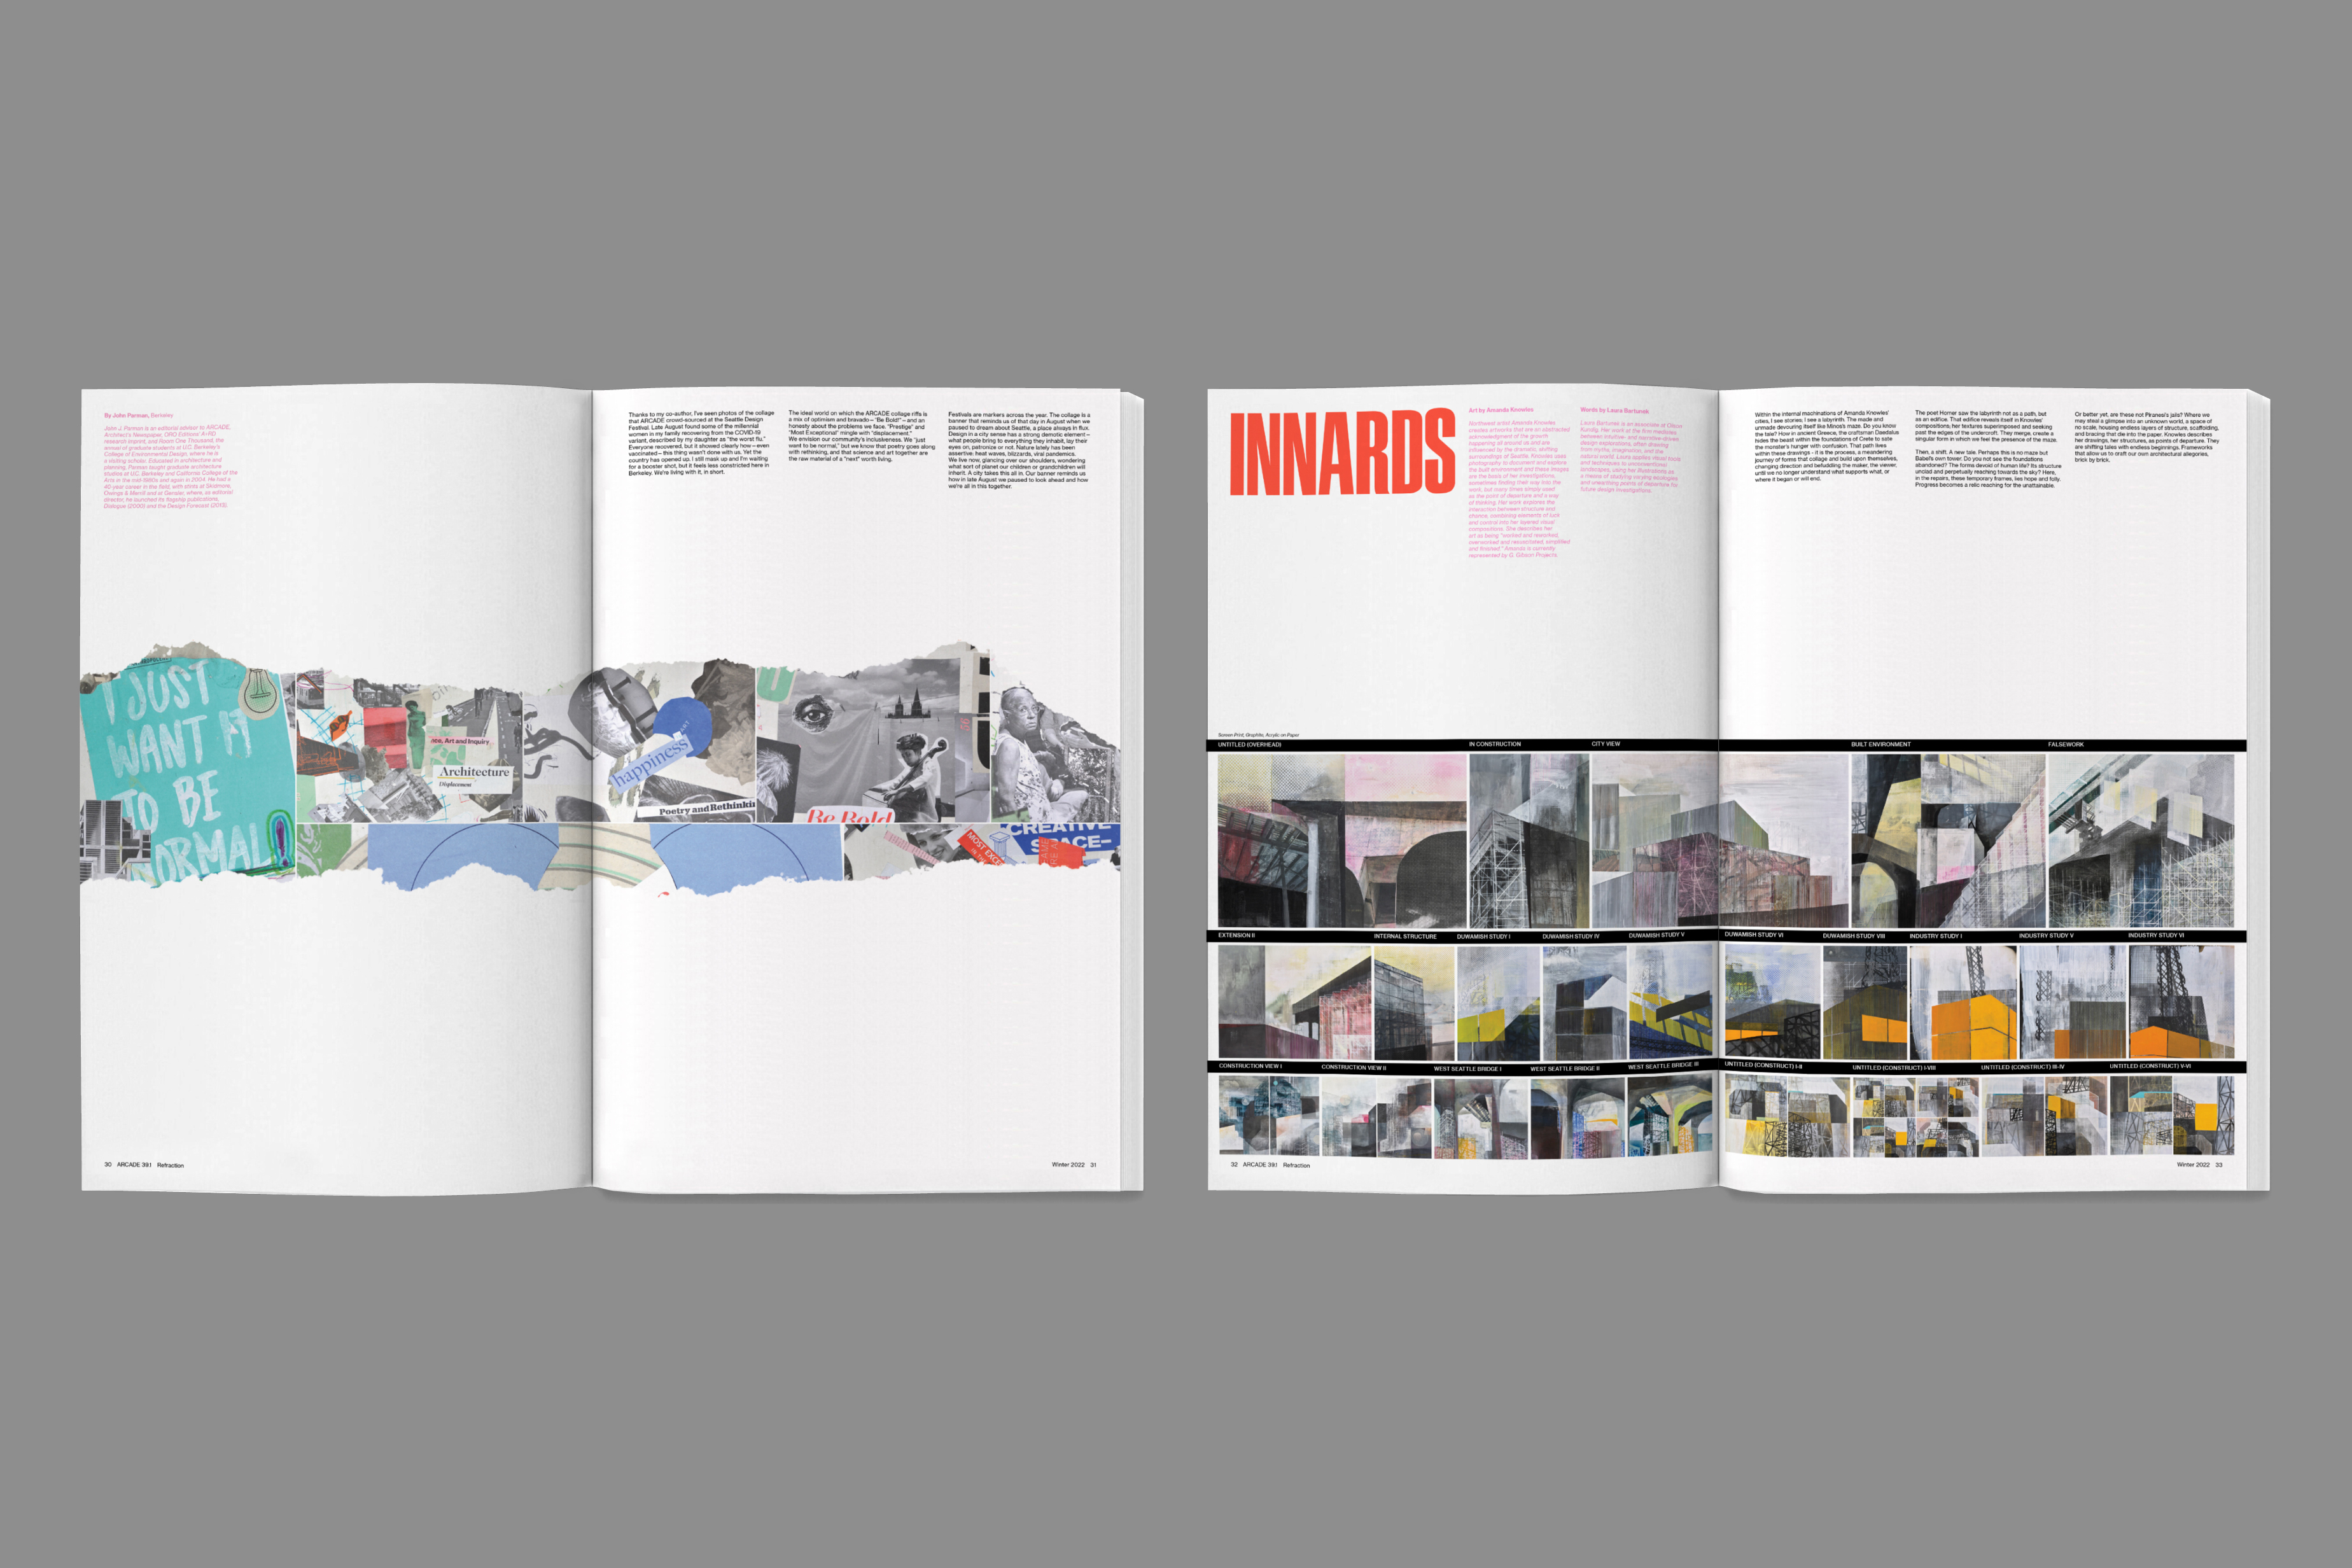 By John Parman, Berkeley
John J. Parman is an editorial advisor to ARCADE,
Architect's Newspaper, ORO Editions' A+RD
research imprint, and Room One Thousand, the
annual of graduate students at U.C. Berkeley's
College of Environmental Design, where he is
a visiting scholar. Educated in architecture and
planning, Parman taught graduate architecture
studios at U.C. Berkeley and California College of the
Arts in the mid-1980s and again in 2004. He had a
40-year career in the field, with stints at Skidmore,
Owings & Merrill and at Gensler, where, as editorial
director, he launched its flagship publications,
Dialogue (2000) and the Design Forecast (2013).
Thanks to my co-author, I've seen photos of the collage
that ARCADE crowd-sourced at the Seattle Design
Festival. Late August found some of the millennial
women in my family recovering from the COVID-19
variant, described by my daughter as "the worst flu."
Everyone recovered, but it showed clearly how—even
vaccinated—this thing wasn't done with us. Yet the
country has opened up. I still mask up and I'm waiting
for a booster shot, but it feels less constricted here in
Berkeley. We're living with it, in short.
The ideal world on which the ARCADE collage riffs is
a mix of optimism and bravado—"Be Bold!"—and an
honesty about the problems we face. "Prestige" and
"Most Exceptional" mingle with "displacement."
We envision our community's inclusiveness. We "just
want to be normal," but we know that poetry goes along
with rethinking, and that science and art together are
the raw material of a "next" worth living.
Festivals are markers across the year. The collage is a
banner that reminds us of that day in August when we
paused to dream about Seattle, a place always in flux.
Design in a city sense has a strong demotic element—
what people bring to everything they inhabit, lay their
eyes on, patronize or not. Nature lately has been
assertive: heat waves, blizzards, viral pandemics.
We live now, glancing over our shoulders, wondering
what sort of planet our children or grandchildren will
inherit. A city takes this all in. Our banner reminds us
how in late August we paused to look ahead and how
we're all in this together.
I JUST
WANT
TO BE
ORMAL
ace, Art and Inquiry
Architecture
Displacement
happiness
Poetry and Rethinki
Be Bold
MOST EXCE
CREATIVE
SPACE-
30 ARCADE 39.1 Refraction
Winter 2022 31
INNARDS
Art by Amanda Knowles
Northwest artist Amanda Knowles
creates artworks that are an abstracted
acknowledgment of the growth
happening all around us and are
influenced by the dramatic, shifting
surroundings of Seattle. Knowles uses
photography to document and explore
the built environment and these images
are the basis of her investigations,
sometimes finding their way into the
work, but many times simply used
as the point of departure and a way
of thinking. Her work explores the
interaction between structure and
chance, combining elements of luck
and control into her layered visual
compositions. She describes her
art as being "worked and reworked,
overworked and resuscitated, simplified
and finished." Amanda is currently
represented by G. Gibson Projects.
Words by Laura Bartunek
Laura Bartunek is an associate at Olson
Kundig. Her work at the firm mediates
between intuitive- and narrative-driven
design explorations, often drawing
from myths, imagination, and the
natural world. Laura applies visual tools
and techniques to unconventional
landscapes, using her illustrations as
a means of studying varying ecologies
and unearthing points of departure for
future design investigations.
Within the internal machinations of Amanda Knowles'
cities, I see stories; I see a labyrinth. The made and
unmade devouring itself like Minos's maze. Do you know
the tale? How in ancient Greece, the craftsman Daedalus
hides the beast within the foundations of Crete to sate
the monster's hunger with confusion. That path lives
within these drawings - it is the process, a meandering
journey of forms that collage and build upon themselves,
changing direction and befuddling the maker, the viewer,
until we no longer understand what supports what, or
where it began or will end.
The poet Homer saw the labyrinth not as a path, but
as an edifice. That edifice reveals itself in Knowles'
compositions, her textures superimposed and seeking
past the edges of the undercroft. They merge, create a
singular form in which we feel the presence of the maze.
Then, a shift. A new tale. Perhaps this is no maze but
Babel's own tower. Do you not see the foundations
abandoned? The forms devoid of human life? Its structure
unclad and perpetually reaching towards the sky? Here,
in the repairs, these temporary frames, lies hope and folly.
Progress becomes a relic reaching for the unattainable.
Or better yet, are these not Piranesi's jails? Where we
may steal a glimpse into an unknown world, a space of
no scale, housing endless layers of structure, scaffolding,
and bracing that die into the paper. Knowles describes
her drawings, her structures, as points of departure. They
are shifting tales with endless beginnings. Frameworks
that allow us to craft our own architectural allegories,
brick by brick.
Screen Print, Graphite, Acrylic on Paper
UNTITLED (OVERHEAD) IN CONSTRUCTION CITY VIEW BUILT ENVIRONMENT FALSEWORK
EXTENSION II INTERNAL STRUCTURE DUWAMISH STUDY I DUWAMISH STUDY IV DUWAMISH STUDY V DUWAMISH STUDY VI DUWAMISH STUDY VIII INDUSTRY STUDY I INDUSTRY STUDY V INDUSTRY STUDY VI
CONSTRUCTION VIEW I CONSTRUCTION VIEW II WEST SEATTLE BRIDGE I WEST SEATTLE BRIDGE II WEST SEATTLE BRIDGE III UNTITLED (CONSTRUCT) I-II UNTITLED (CONSTRUCT) I-VIII UNTITLED (CONSTRUCT) III-IV UNTITLED (CONSTRUCT) V-VI
32 ARCADE 39.1 Refraction
Winter 2022 33